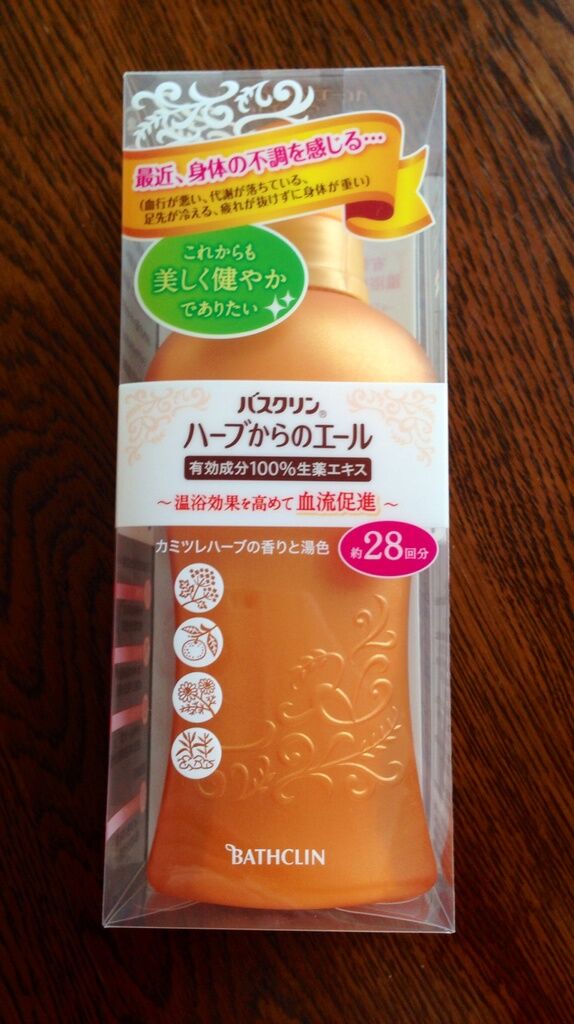 最近、身体の不調を感じる…
(血行が悪い、代謝が落ちている、
足先が冷える、疲れが抜けずに身体が重い)
これからも
美しく健やか
でありたい
バスクリン®
ハーブからのエール
有効成分100%生薬エキス
~温浴効果を高めて血流促進~
カミツレハーブの香りと湯色
約28回分
BATHCLIN